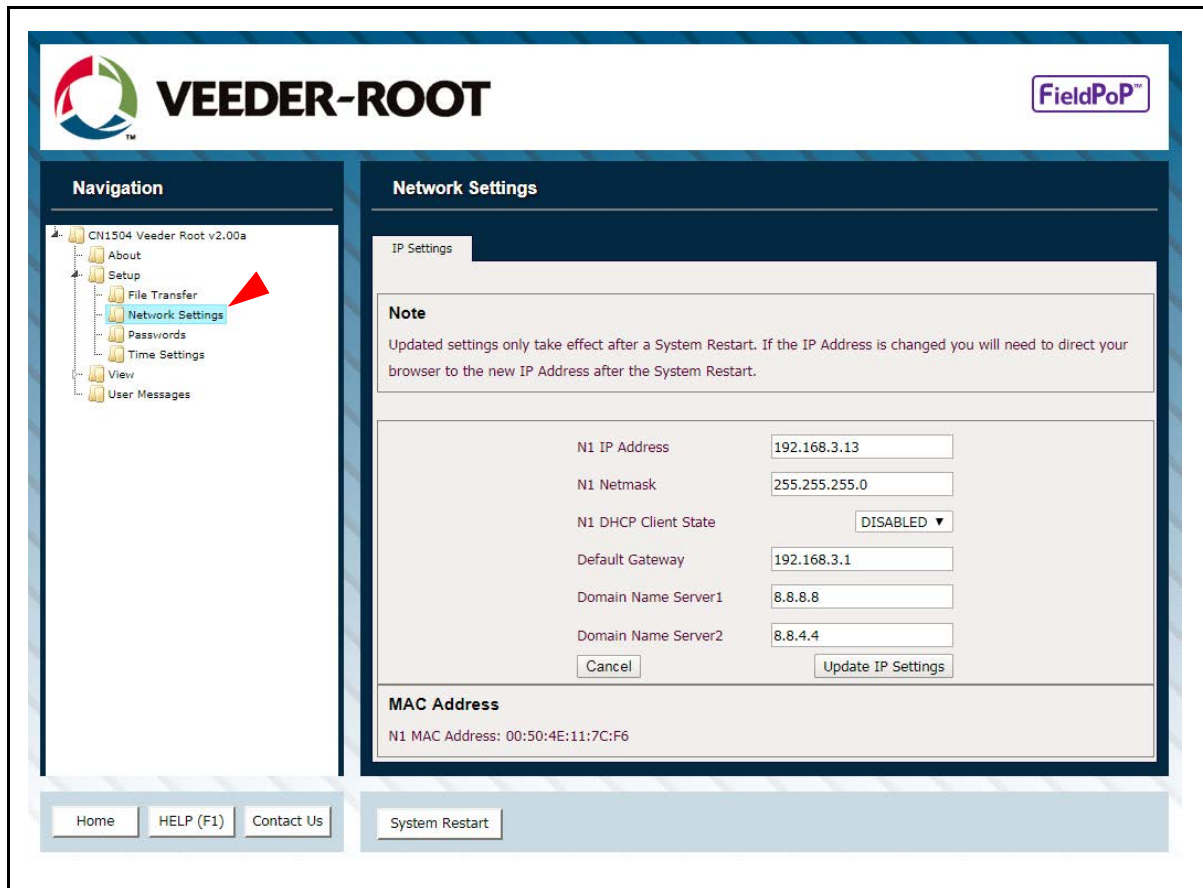 VEEDER-ROOT
TM
FieldPoP™
Navigation
CN1504 Veeder Root v2.00a
About
Setup
File Transfer
Network Settings
Passwords
Time Settings
View
User Messages
Network Settings
IP Settings
Note
Updated settings only take effect after a System Restart. If the IP Address is changed you will need to direct your
browser to the new IP Address after the System Restart.
N1 IP Address 192.168.3.13
N1 Netmask 255.255.255.0
N1 DHCP Client State DISABLED ▼
Default Gateway 192.168.3.1
Domain Name Server1 8.8.8.8
Domain Name Server2 8.8.4.4
Cancel Update IP Settings
MAC Address
N1 MAC Address: 00:50:4E:11:7C:F6
Home HELP (F1) Contact Us System Restart